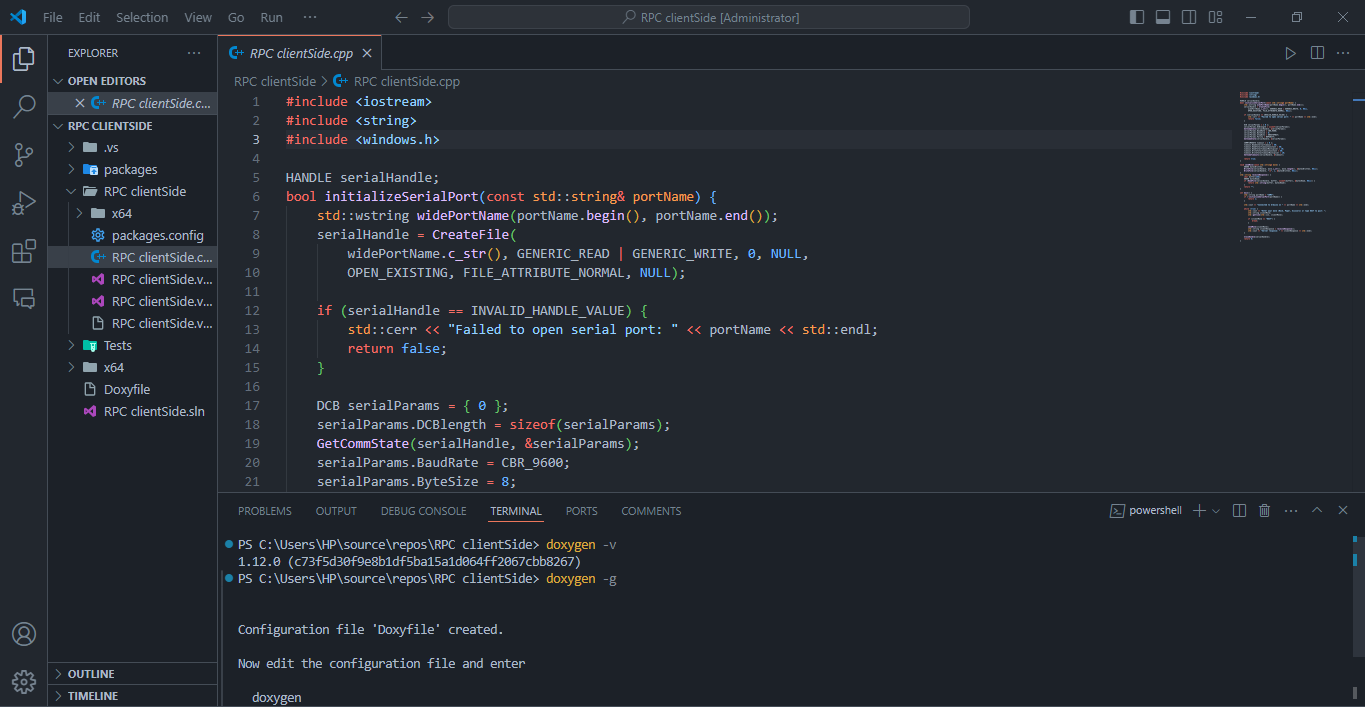 File Edit Selection View Go Run ···
RPC clientSide [Administrator]
EXPLORER ···
OPEN EDITORS
RPC clientSide.c...
RPC CLIENTSIDE
.vs
packages
RPC clientSide
x64
packages.config
RPC clientSide.c...
RPC clientSide.v...
RPC clientSide.v...
RPC clientSide.v...
Tests
x64
Doxyfile
RPC clientSide.sln
OUTLINE
TIMELINE
RPC clientSide.cpp
RPC clientSide > RPC clientSide.cpp
1 #include <iostream>
2 #include <string>
3 #include <windows.h>
4
5 HANDLE serialHandle;
6 bool initializeSerialPort(const std::string& portName) {
7 std::wstring widePortName(portName.begin(), portName.end());
8 serialHandle = CreateFile(
9 widePortName.c_str(), GENERIC_READ | GENERIC_WRITE, 0, NULL,
10 OPEN_EXISTING, FILE_ATTRIBUTE_NORMAL, NULL);
11
12 if (serialHandle == INVALID_HANDLE_VALUE) {
13 std::cerr << "Failed to open serial port: " << portName << std::endl;
14 return false;
15 }
16
17 DCB serialParams = { 0 };
18 serialParams.DCBlength = sizeof(serialParams);
19 GetCommState(serialHandle, &serialParams);
20 serialParams.BaudRate = CBR_9600;
21 serialParams.ByteSize = 8;
PROBLEMS OUTPUT DEBUG CONSOLE TERMINAL PORTS COMMENTS
powershell
PS C:\Users\HP\source\repos\RPC clientSide> doxygen -v
1.12.0 (c73f5d30f9e8b1df5ba15a1d064ff2067cbb8267)
PS C:\Users\HP\source\repos\RPC clientSide> doxygen -g
Configuration file 'Doxyfile' created.
Now edit the configuration file and enter
doxygen